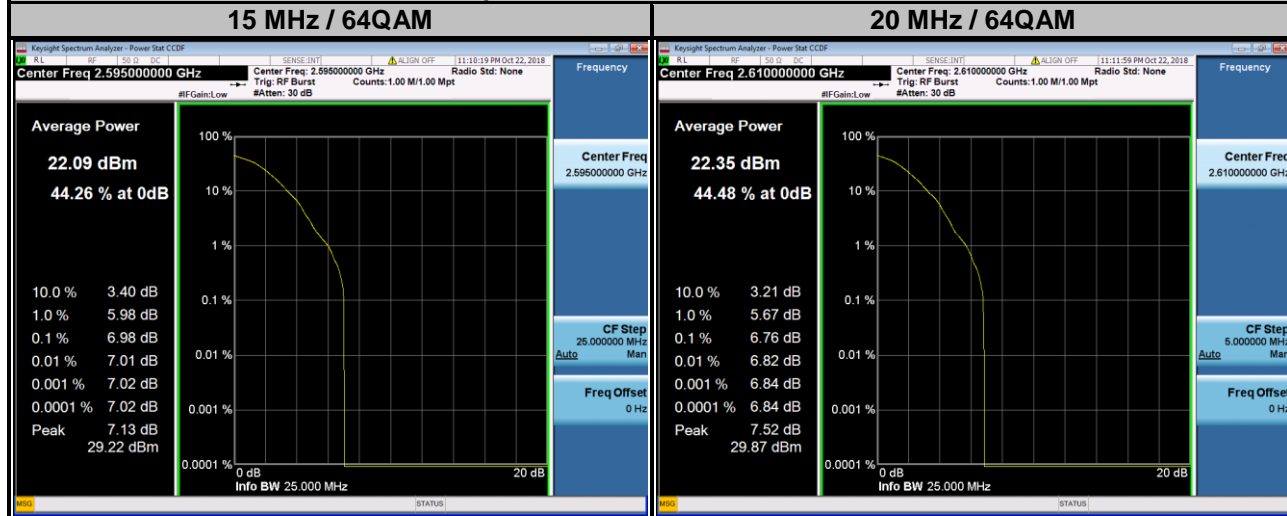 15 MHz / 64QAM
Keysight Spectrum Analyzer - Power Stat CCDF
RL RF 50 Ω DC SENSE:INT ALIGN OFF 11:10:19 PM Oct 22, 2018
Center Freq 2.595000000 GHz
Center Freq: 2.595000000 GHz Radio Std: None
Trig: RF Burst Counts:1.00 M/1.00 Mpt
#IFGain:Low #Atten: 30 dB
Frequency
Average Power
22.09 dBm
44.26 % at 0dB
10.0 % 3.40 dB
1.0 % 5.98 dB
0.1 % 6.98 dB
0.01 % 7.01 dB
0.001 % 7.02 dB
0.0001 % 7.02 dB
Peak 7.13 dB
29.22 dBm
100 %
10 %
1 %
0.1 %
0.01 %
0.001 %
0.0001 %
0 dB 20 dB
Info BW 25.000 MHz
Center Freq
2.595000000 GHz
CF Step
25.000000 MHz
Auto Man
Freq Offset
0 Hz
MSG STATUS
20 MHz / 64QAM
Keysight Spectrum Analyzer - Power Stat CCDF
RL RF 50 Ω DC SENSE:INT ALIGN OFF 11:11:59 PM Oct 22, 2018
Center Freq 2.610000000 GHz
Center Freq: 2.610000000 GHz Radio Std: None
Trig: RF Burst Counts:1.00 M/1.00 Mpt
#IFGain:Low #Atten: 30 dB
Frequency
Average Power
22.35 dBm
44.48 % at 0dB
10.0 % 3.21 dB
1.0 % 5.67 dB
0.1 % 6.76 dB
0.01 % 6.82 dB
0.001 % 6.84 dB
0.0001 % 6.84 dB
Peak 7.52 dB
29.87 dBm
100 %
10 %
1 %
0.1 %
0.01 %
0.001 %
0.0001 %
0 dB 20 dB
Info BW 25.000 MHz
Center Freq
2.610000000 GHz
CF Step
5.000000 MHz
Auto Man
Freq Offset
0 Hz
MSG STATUS